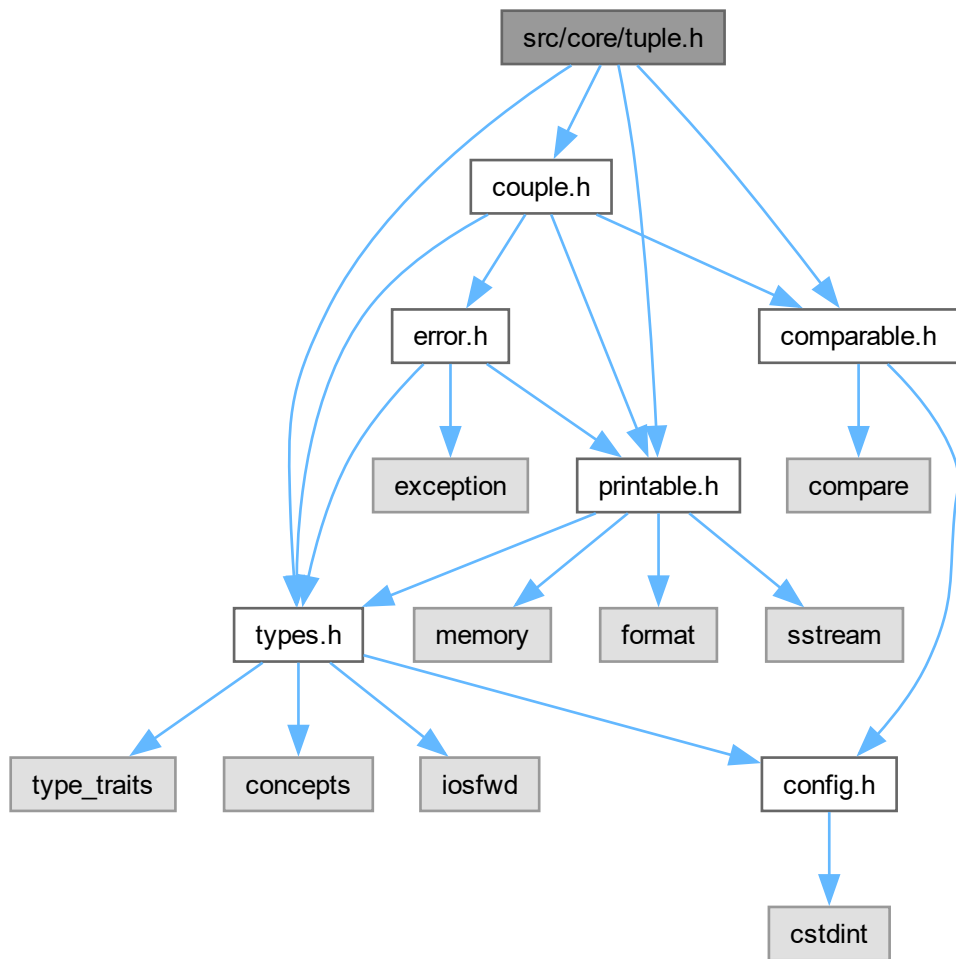 src/core/tuple.h
couple.h
error.h
comparable.h
exception
printable.h
compare
types.h
memory
format
sstream
type_traits
concepts
iosfwd
config.h
cstdint